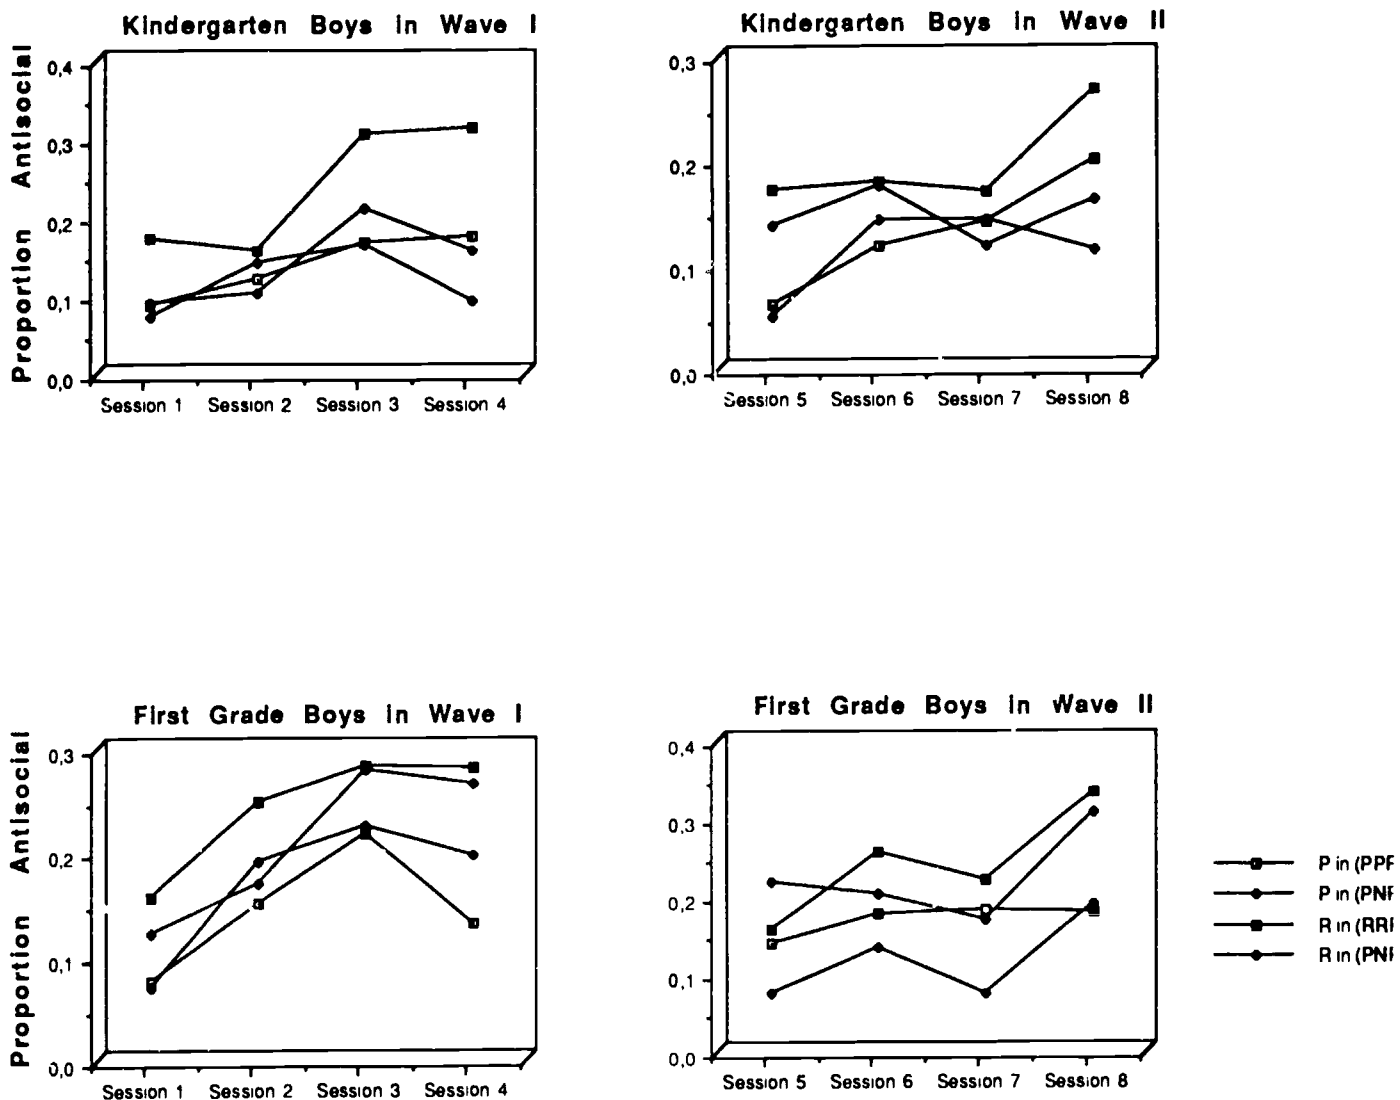 Kindergarten Boys in Wave I
Proportion Antisocial
0,4
0,3
0,2
0,1
0,0
Session 1 Session 2 Session 3 Session 4
Kindergarten Boys in Wave II
0,3
0,2
0,1
0,0
Session 5 Session 6 Session 7 Session 8
First Grade Boys in Wave I
Proportion Antisocial
0,3
0,2
0,1
0,0
Session 1 Session 2 Session 3 Session 4
First Grade Boys in Wave II
0,4
0,3
0,2
0,1
0,0
Session 5 Session 6 Session 7 Session 8
P in (PP
P in (PN
R in (RR
R in (PN